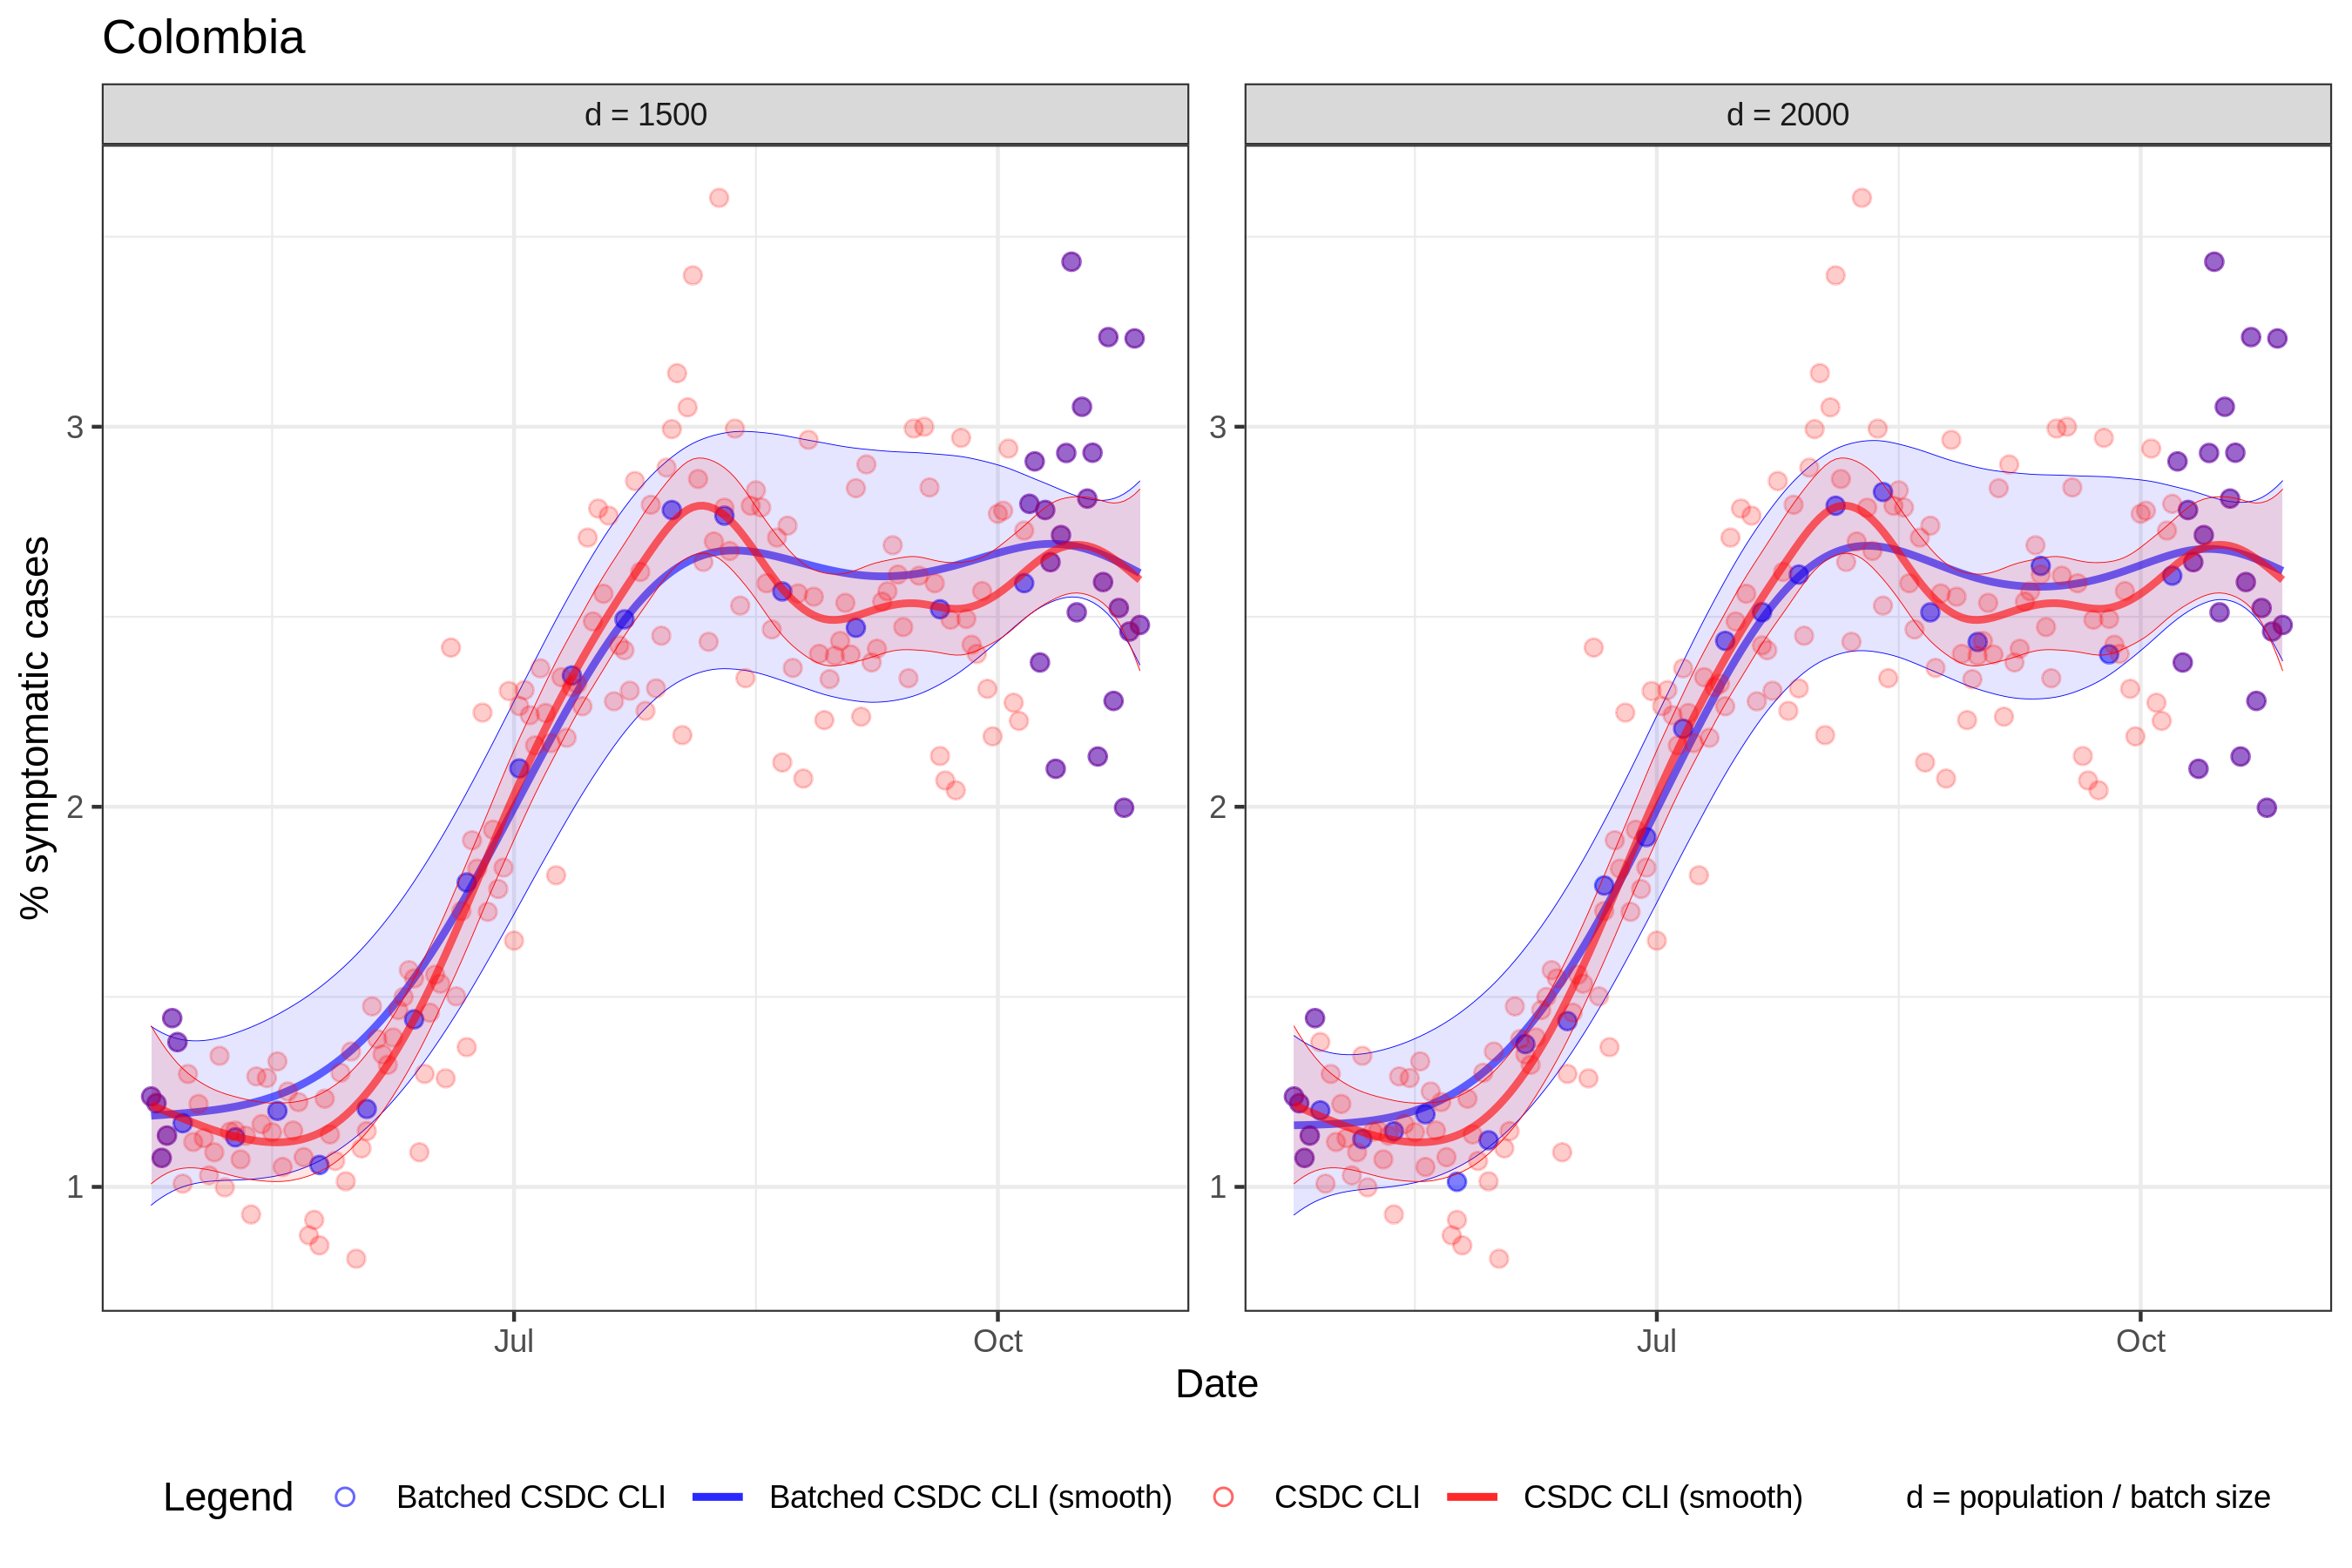 Colombia
d = 1500
d = 2000
% symptomatic cases
3
2
1
3
2
1
Jul
Oct
Jul
Oct
Date
Legend
Batched CSDC CLI
Batched CSDC CLI (smooth)
CSDC CLI
CSDC CLI (smooth)
d = population / batch size